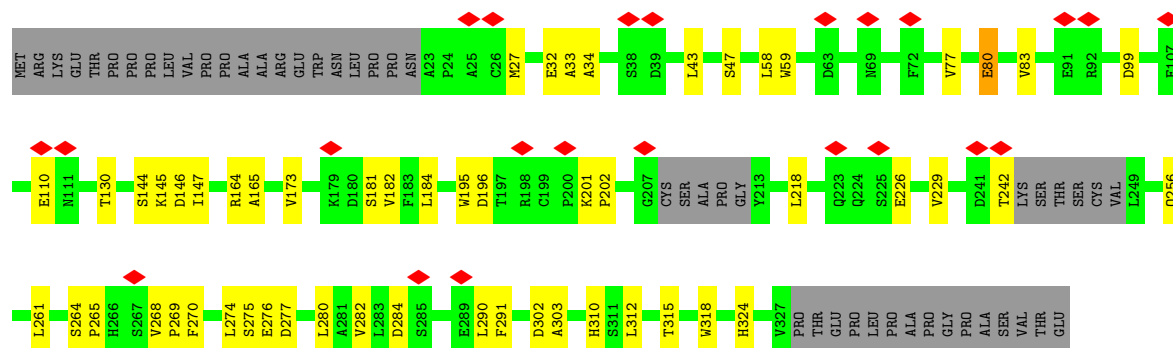 MET ARG LYS GLU THR PRO PRO PRO LEU VAL PRO PRO ALA ALA ARG GLU TRP ASN LEU PRO PRO ASN A23 P24 A25 C26 M27 E32 A33 A34 S38 D39 L43 S47 L58 W59 D63 N69 F72 V77 E80 V83 E91 R92 D99 E107
E110 N111 T130 S144 K145 D146 I147 R164 A165 V173 K179 D180 S181 V182 F183 L184 W195 D196 T197 R198 C199 P200 K201 P202 G207 CYS SER ALA PRO GLY Y213 L218 Q223 Q224 S225 E226 V229 D241 T242 LYS SER THR SER CYS VAL L249 Q256
L261 S264 P265 H266 S267 V268 P269 F270 L274 S275 E276 D277 L280 A281 V282 L283 D284 S285 E289 L290 F291 D302 A303 H310 S311 L312 T315 W318 H324 V327 PRO THR GLU PRO LEU PRO ALA PRO GLY PRO ALA SER VAL THR GLU